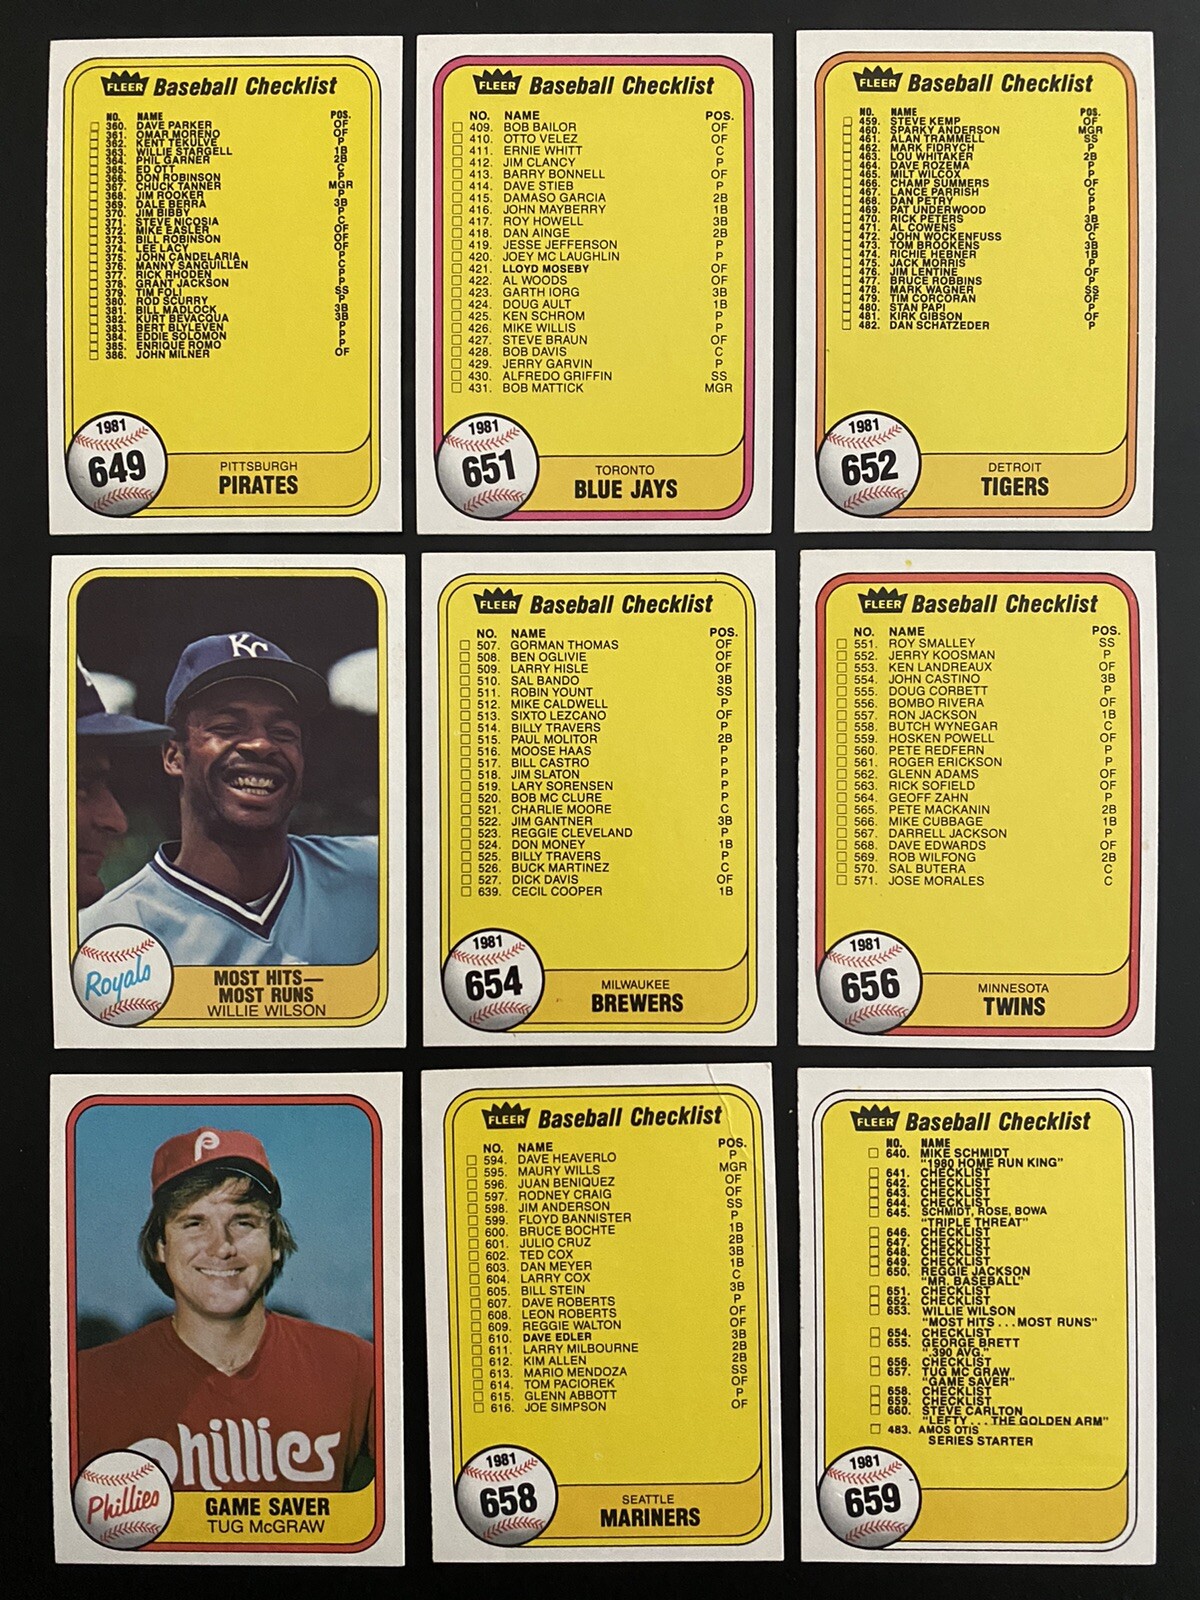 FLEER Baseball Checklist
NO. NAME POS.
360. DAVE PARKER OF
361. OMAR MORENO OF
362. KENT TEKULVE P
363. WILLIE STARGELL 1B
364. PHIL GARNER 2B
365. ED OTT C
366. DON ROBINSON P
367. CHUCK TANNER MGR
368. JIM ROOKER P
369. DALE BERRA 3B
370. JIM BIBBY P
371. STEVE NICOSIA C
372. MIKE EASLER OF
373. BILL ROBINSON OF
374. LEE LACY OF
375. JOHN CANDELARIA P
376. MANNY SANGUILLEN C
377. RICK RHODEN P
378. GRANT JACKSON P
379. TIM FOLI SS
380. ROD SCURRY P
381. BILL MADLOCK 3B
382. KURT BEVACQUA 3B
383. BERT BLYLEVEN P
384. EDDIE SOLOMON P
385. ENRIQUE ROMO P
386. JOHN MILNER OF
1981
649
PITTSBURGH
PIRATES
FLEER Baseball Checklist
NO. NAME POS.
409. BOB BAILOR OF
410. OTTO VELEZ OF
411. ERNIE WHITT C
412. JIM CLANCY P
413. BARRY BONNELL OF
414. DAVE STIEB P
415. DAMASO GARCIA 2B
416. JOHN MAYBERRY 1B
417. ROY HOWELL 3B
418. DAN AINGE 2B
419. JESSE JEFFERSON P
420. JOEY MC LAUGHLIN P
421. LLOYD MOSEBY OF
422. AL WOODS OF
423. GARTH IORG 3B
424. DOUG AULT 1B
425. KEN SCHROM P
426. MIKE WILLIS P
427. STEVE BRAUN OF
428. BOB DAVIS C
429. JERRY GARVIN P
430. ALFREDO GRIFFIN SS
431. BOB MATTICK MGR
1981
651
TORONTO
BLUE JAYS
FLEER Baseball Checklist
NO. NAME POS.
459. STEVE KEMP OF
460. SPARKY ANDERSON MGR
461. ALAN TRAMMELL SS
462. MARK FIDRYCH P
463. LOU WHITAKER 2B
464. DAVE ROZEMA P
465. MILT WILCOX P
466. CHAMP SUMMERS OF
467. LANCE PARRISH C
468. DAN PETRY P
469. PAT UNDERWOOD P
470. RICK PETERS 3B
471. AL COWENS OF
472. JOHN WOCKENFUSS C
473. TOM BROOKENS 3B
474. RICHIE HEBNER 1B
475. JACK MORRIS P
476. JIM LENTINE OF
477. BRUCE ROBBINS P
478. MARK WAGNER SS
479. TIM CORCORAN OF
480. STAN PAPI P
481. KIRK GIBSON OF
482. DAN SCHATZEDER P
1981
652
DETROIT
TIGERS
KC
Royals
MOST HITS—
MOST RUNS
WILLIE WILSON
FLEER Baseball Checklist
NO. NAME POS.
507. GORMAN THOMAS OF
508. BEN OGLIVIE OF
509. LARRY HISLE OF
510. SAL BANDO 3B
511. ROBIN YOUNT SS
512. MIKE CALDWELL P
513. SIXTO LEZCANO OF
514. BILLY TRAVERS P
515. PAUL MOLITOR 2B
516. MOOSE HAAS P
517. BILL CASTRO P
518. JIM SLATON P
519. LARY SORENSEN P
520. BOB MC CLURE P
521. CHARLIE MOORE C
522. JIM GANTNER 3B
523. REGGIE CLEVELAND P
524. DON MONEY 1B
525. BILLY TRAVERS P
526. BUCK MARTINEZ C
527. DICK DAVIS OF
639. CECIL COOPER 1B
1981
654
MILWAUKEE
BREWERS
FLEER Baseball Checklist
NO. NAME POS.
551. ROY SMALLEY SS
552. JERRY KOOSMAN P
553. KEN LANDREAUX OF
554. JOHN CASTINO 3B
555. DOUG CORBETT P
556. BOMBO RIVERA OF
557. RON JACKSON 1B
558. BUTCH WYNEGAR C
559. HOSKEN POWELL OF
560. PETE REDFERN P
561. ROGER ERICKSON P
562. GLENN ADAMS OF
563. RICK SOFIELD OF
564. GEOFF ZAHN P
565. PETE MACKANIN 2B
566. MIKE CUBBAGE 1B
567. DARRELL JACKSON P
568. DAVE EDWARDS OF
569. ROB WILFONG 2B
570. SAL BUTERA C
571. JOSE MORALES C
1981
656
MINNESOTA
TWINS
P
Phillies
Phillies
GAME SAVER
TUG McGRAW
FLEER Baseball Checklist
NO. NAME POS.
594. DAVE HEAVERLO P
595. MAURY WILLS MGR
596. JUAN BENIQUEZ OF
597. RODNEY CRAIG OF
598. JIM ANDERSON SS
599. FLOYD BANNISTER P
600. BRUCE BOCHTE 1B
601. JULIO CRUZ 2B
602. TED COX 3B
603. DAN MEYER 1B
604. LARRY COX C
605. BILL STEIN 3B
607. DAVE ROBERTS P
608. LEON ROBERTS OF
609. REGGIE WALTON OF
610. DAVE EDLER 3B
611. LARRY MILBOURNE 2B
612. KIM ALLEN 2B
613. MARIO MENDOZA SS
614. TOM PACIOREK OF
615. GLENN ABBOTT P
616. JOE SIMPSON OF
1981
658
SEATTLE
MARINERS
FLEER Baseball Checklist
NO. NAME
640. MIKE SCHMIDT
"1980 HOME RUN KING"
641. CHECKLIST
642. CHECKLIST
643. CHECKLIST
644. CHECKLIST
645. SCHMIDT, ROSE, BOWA
"TRIPLE THREAT"
646. CHECKLIST
647. CHECKLIST
648. CHECKLIST
649. CHECKLIST
650. REGGIE JACKSON
"MR. BASEBALL"
651. CHECKLIST
652. CHECKLIST
653. WILLIE WILSON
"MOST HITS...MOST RUNS"
654. CHECKLIST
655. GEORGE BRETT
".390 AVG."
656. CHECKLIST
657. TUG MC GRAW
"GAME SAVER"
658. CHECKLIST
659. CHECKLIST
660. STEVE CARLTON
"LEFTY...THE GOLDEN ARM"
483. AMOS OTIS
SERIES STARTER
1981
659